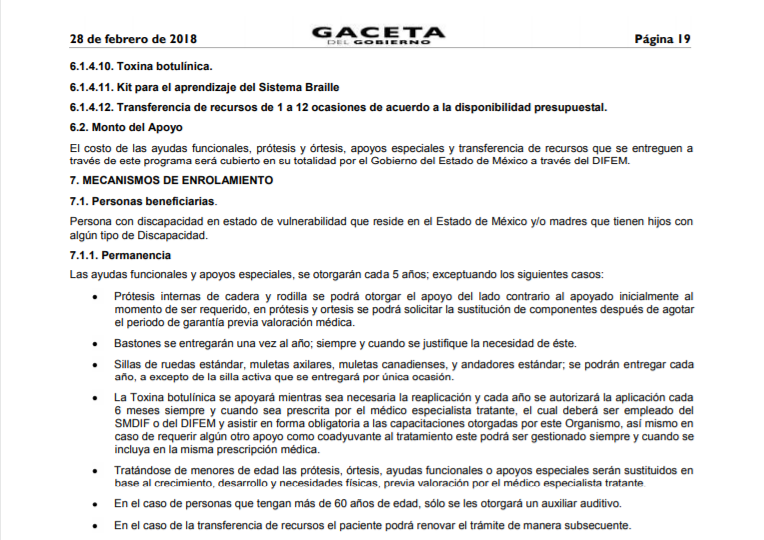 28 de febrero de 2018
GACETA
DEL GOBIERNO
Página 19
6.1.4.10. Toxina botulínica.
6.1.4.11. Kit para el aprendizaje del Sistema Braille
6.1.4.12. Transferencia de recursos de 1 a 12 ocasiones de acuerdo a la disponibilidad presupuestal.
6.2. Monto del Apoyo
El costo de las ayudas funcionales, prótesis y órtesis, apoyos especiales y transferencia de recursos que se entreguen a
través de este programa será cubierto en su totalidad por el Gobierno del Estado de México a través del DIFEM.
7. MECANISMOS DE ENROLAMIENTO
7.1. Personas beneficiarias.
Persona con discapacidad en estado de vulnerabilidad que reside en el Estado de México y/o madres que tienen hijos con
algún tipo de Discapacidad.
7.1.1. Permanencia
Las ayudas funcionales y apoyos especiales, se otorgarán cada 5 años; exceptuando los siguientes casos:
• Prótesis internas de cadera y rodilla se podrá otorgar el apoyo del lado contrario al apoyado inicialmente al
momento de ser requerido, en prótesis y ortesis se podrá solicitar la sustitución de componentes después de agotar
el periodo de garantía previa valoración médica.
• Bastones se entregarán una vez al año; siempre y cuando se justifique la necesidad de éste.
• Sillas de ruedas estándar, muletas axilares, muletas canadienses, y andadores estándar; se podrán entregar cada
año, a excepto de la silla activa que se entregará por única ocasión.
• La Toxina botulínica se apoyará mientras sea necesaria la reaplicación y cada año se autorizará la aplicación cada
6 meses siempre y cuando sea prescrita por el médico especialista tratante, el cual deberá ser empleado del
SMDIF o del DIFEM y asistir en forma obligatoria a las capacitaciones otorgadas por este Organismo, así mismo en
caso de requerir algún otro apoyo como coadyuvante al tratamiento este podrá ser gestionado siempre y cuando se
incluya en la misma prescripción médica.
• Tratándose de menores de edad las prótesis, órtesis, ayudas funcionales o apoyos especiales serán sustituidos en
base al crecimiento, desarrollo y necesidades físicas, previa valoración por el médico especialista tratante.
• En el caso de personas que tengan más de 60 años de edad, sólo se les otorgará un auxiliar auditivo.
• En el caso de la transferencia de recursos el paciente podrá renovar el trámite de manera subsecuente.